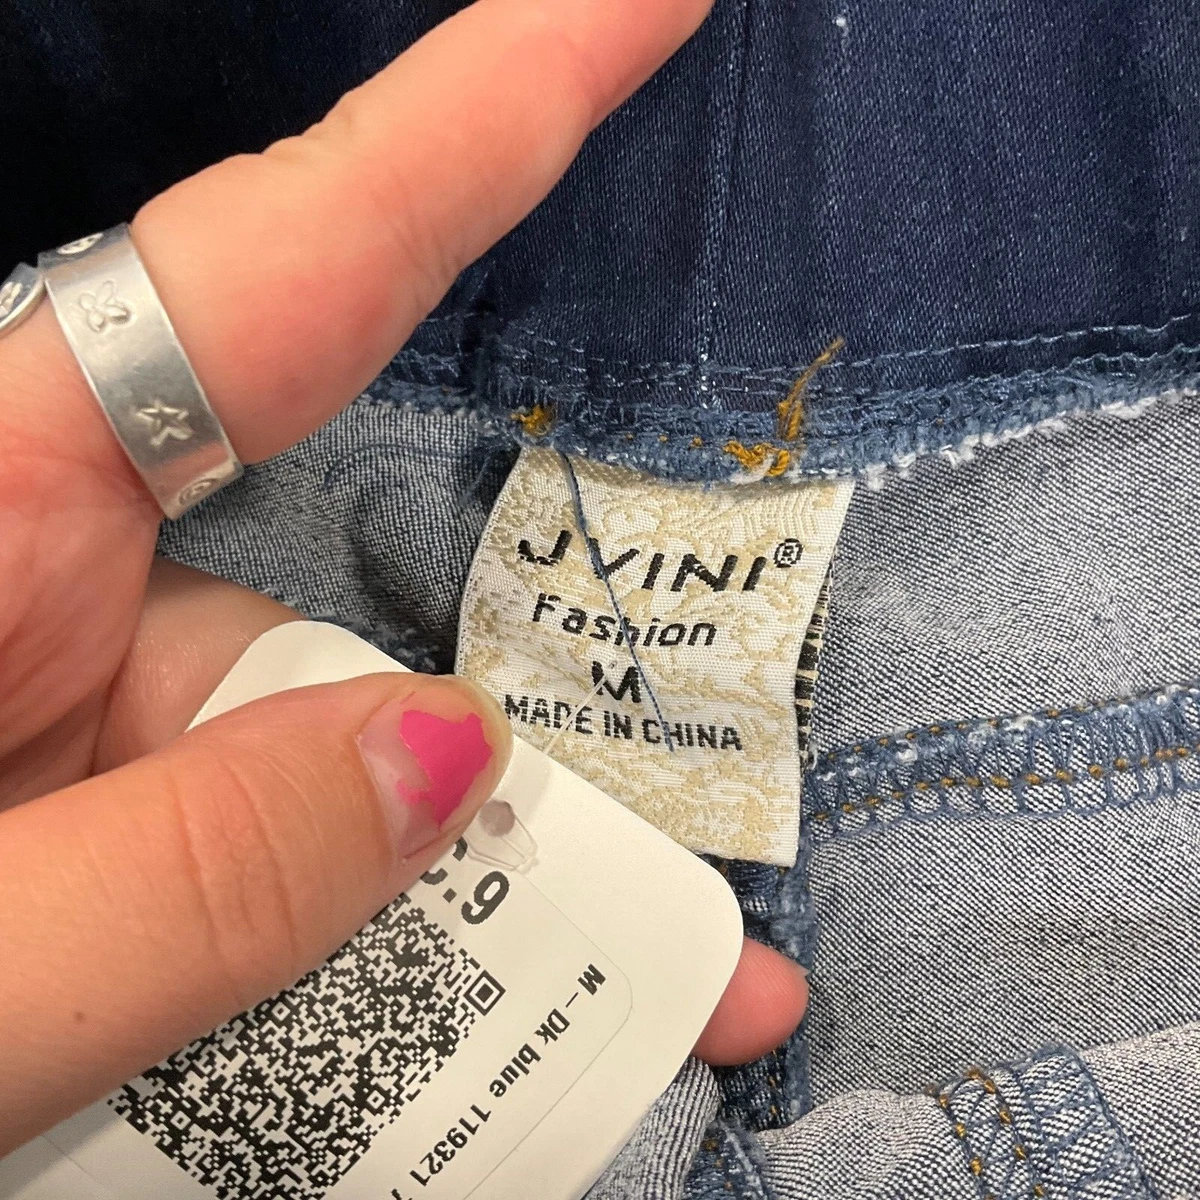 JVINI®
Fashion
M
MADE IN CHINA
M-Dk blue 119321